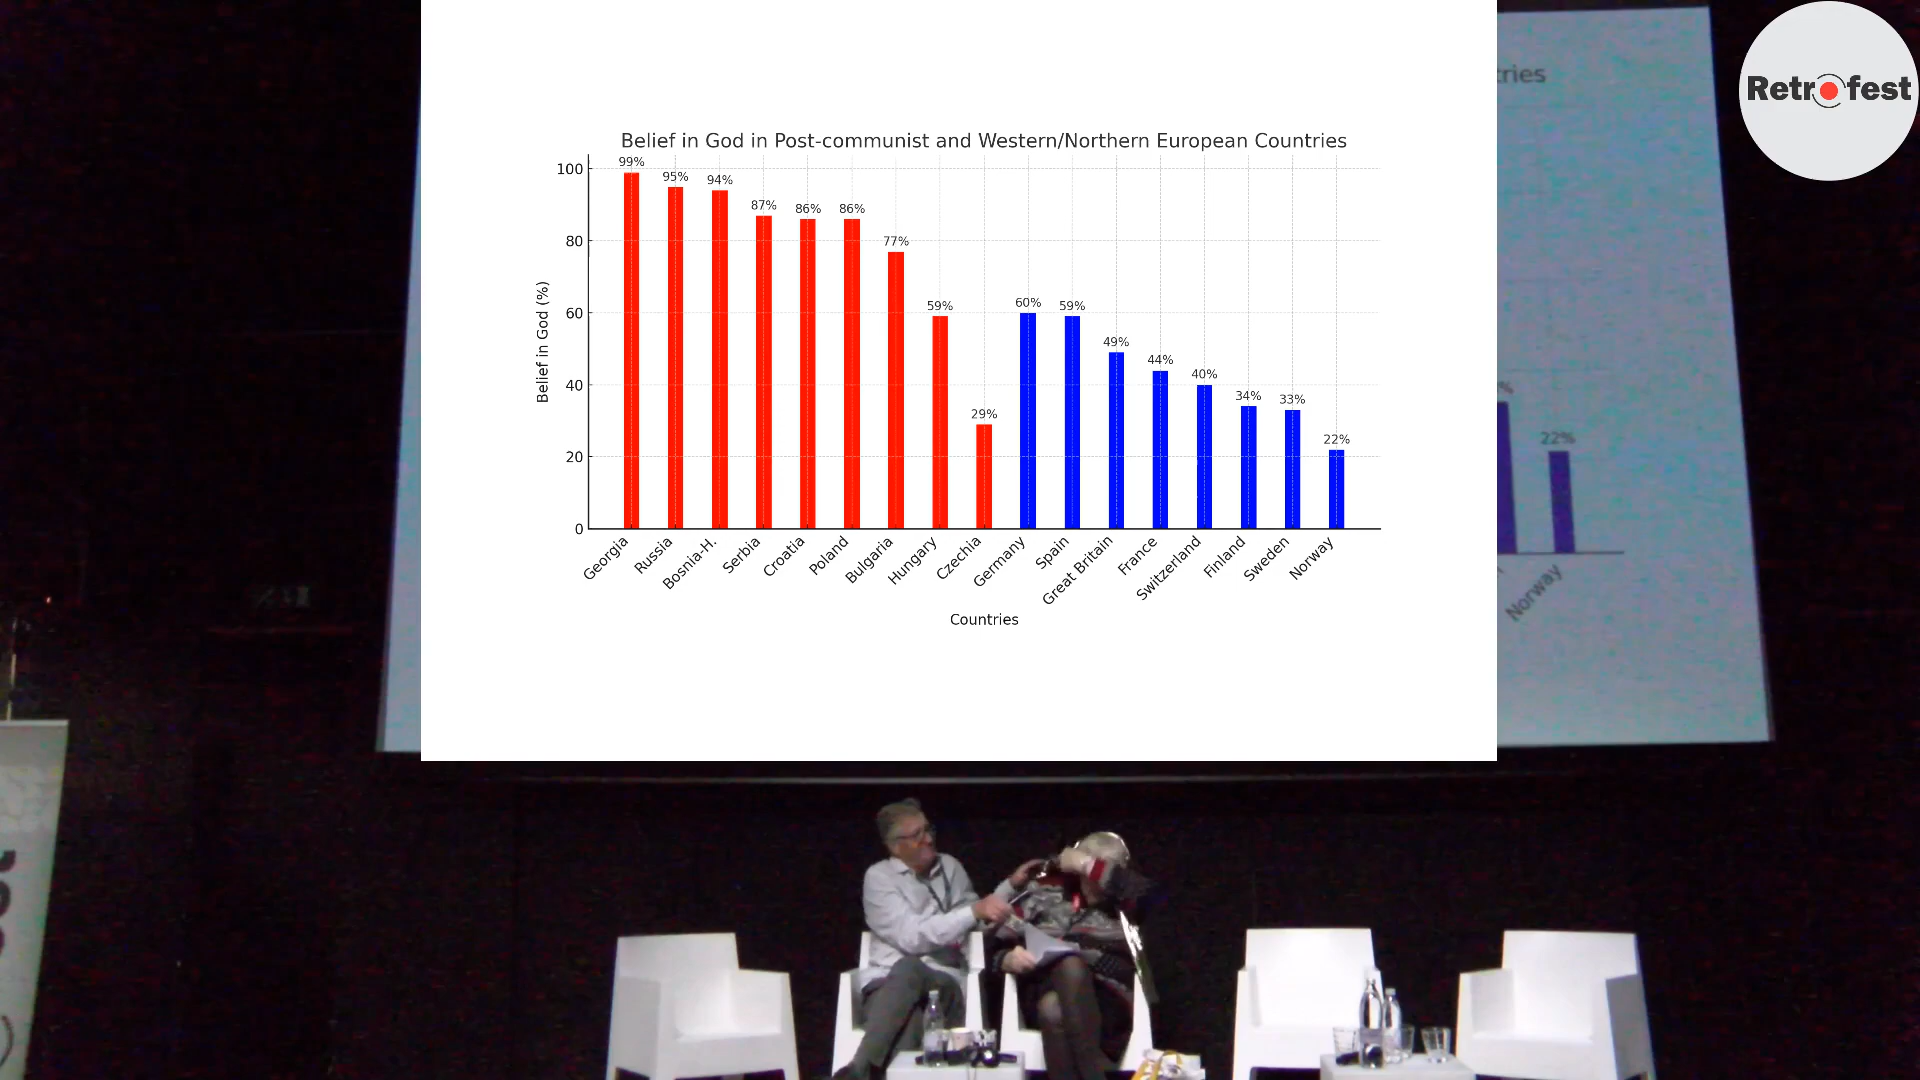 Retrofest
Belief in God in Post-communist and Western/Northern European Countries
Belief in God (%)
100
80
60
40
20
0
99%
95%
94%
87%
86%
86%
77%
59%
29%
60%
59%
49%
44%
40%
34%
33%
22%
Georgia
Russia
Bosnia-H.
Serbia
Croatia
Poland
Bulgaria
Hungary
Czechia
Germany
Spain
Great Britain
France
Switzerland
Finland
Sweden
Norway
Countries
tries
%
22%
Norway